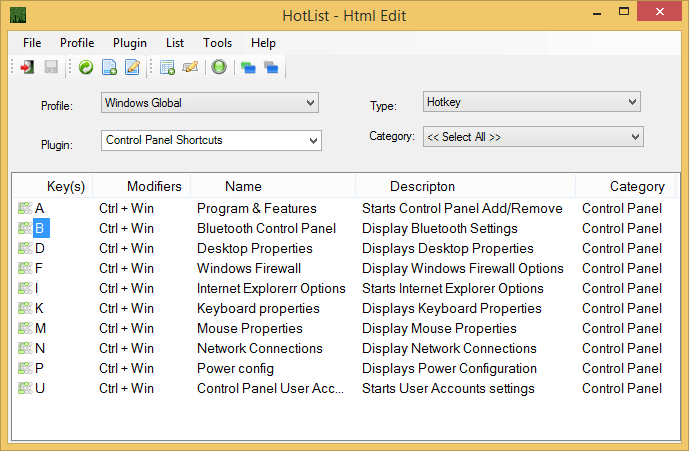 HotList - Html Edit
File Profile Plugin List Tools Help
Profile: Windows Global Type: Hotkey
Plugin: Control Panel Shortcuts Category: << Select All >>
Key(s) Modifiers Name Descripton Category
A Ctrl + Win Program & Features Starts Control Panel Add/Remove Control Panel
B Ctrl + Win Bluetooth Control Panel Display Bluetooth Settings Control Panel
D Ctrl + Win Desktop Properties Displays Desktop Properties Control Panel
F Ctrl + Win Windows Firewall Display Windows Firewall Options Control Panel
I Ctrl + Win Internet Explorerer Options Starts Internet Explorer Options Control Panel
K Ctrl + Win Keyboard properties Displays Keyboard Properties Control Panel
M Ctrl + Win Mouse Properties Display Mouse Properties Control Panel
N Ctrl + Win Network Connections Display Network Connections Control Panel
P Ctrl + Win Power config Displays Power Configuration Control Panel
U Ctrl + Win Control Panel User Acc... Starts User Accounts settings Control Panel